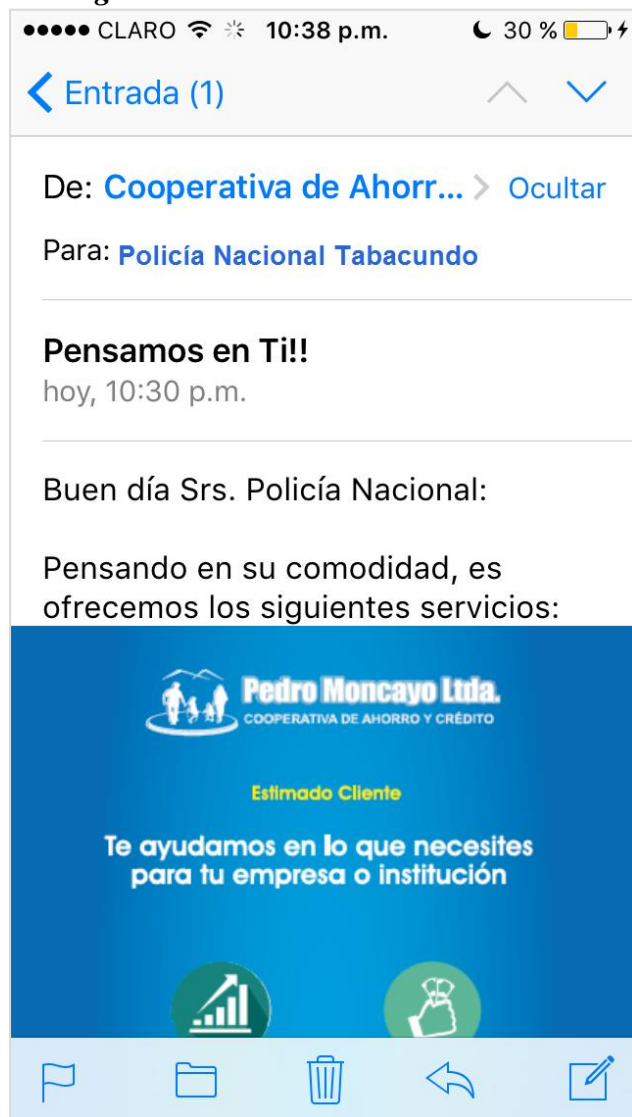 CLARO 10:38 p.m. 30 %
Entrada (1)
De: Cooperativa de Ahorr... Ocultar
Para: Policía Nacional Tabacundo
Pensamos en Ti!!
hoy, 10:30 p.m.
Buen día Srs. Policía Nacional:
Pensando en su comodidad, es
ofrecemos los siguientes servicios:
Pedro Moncayo Ltda.
COOPERATIVA DE AHORRO Y CRÉDITO
Estimado Cliente
Te ayudamos en lo que necesites
para tu empresa o institución